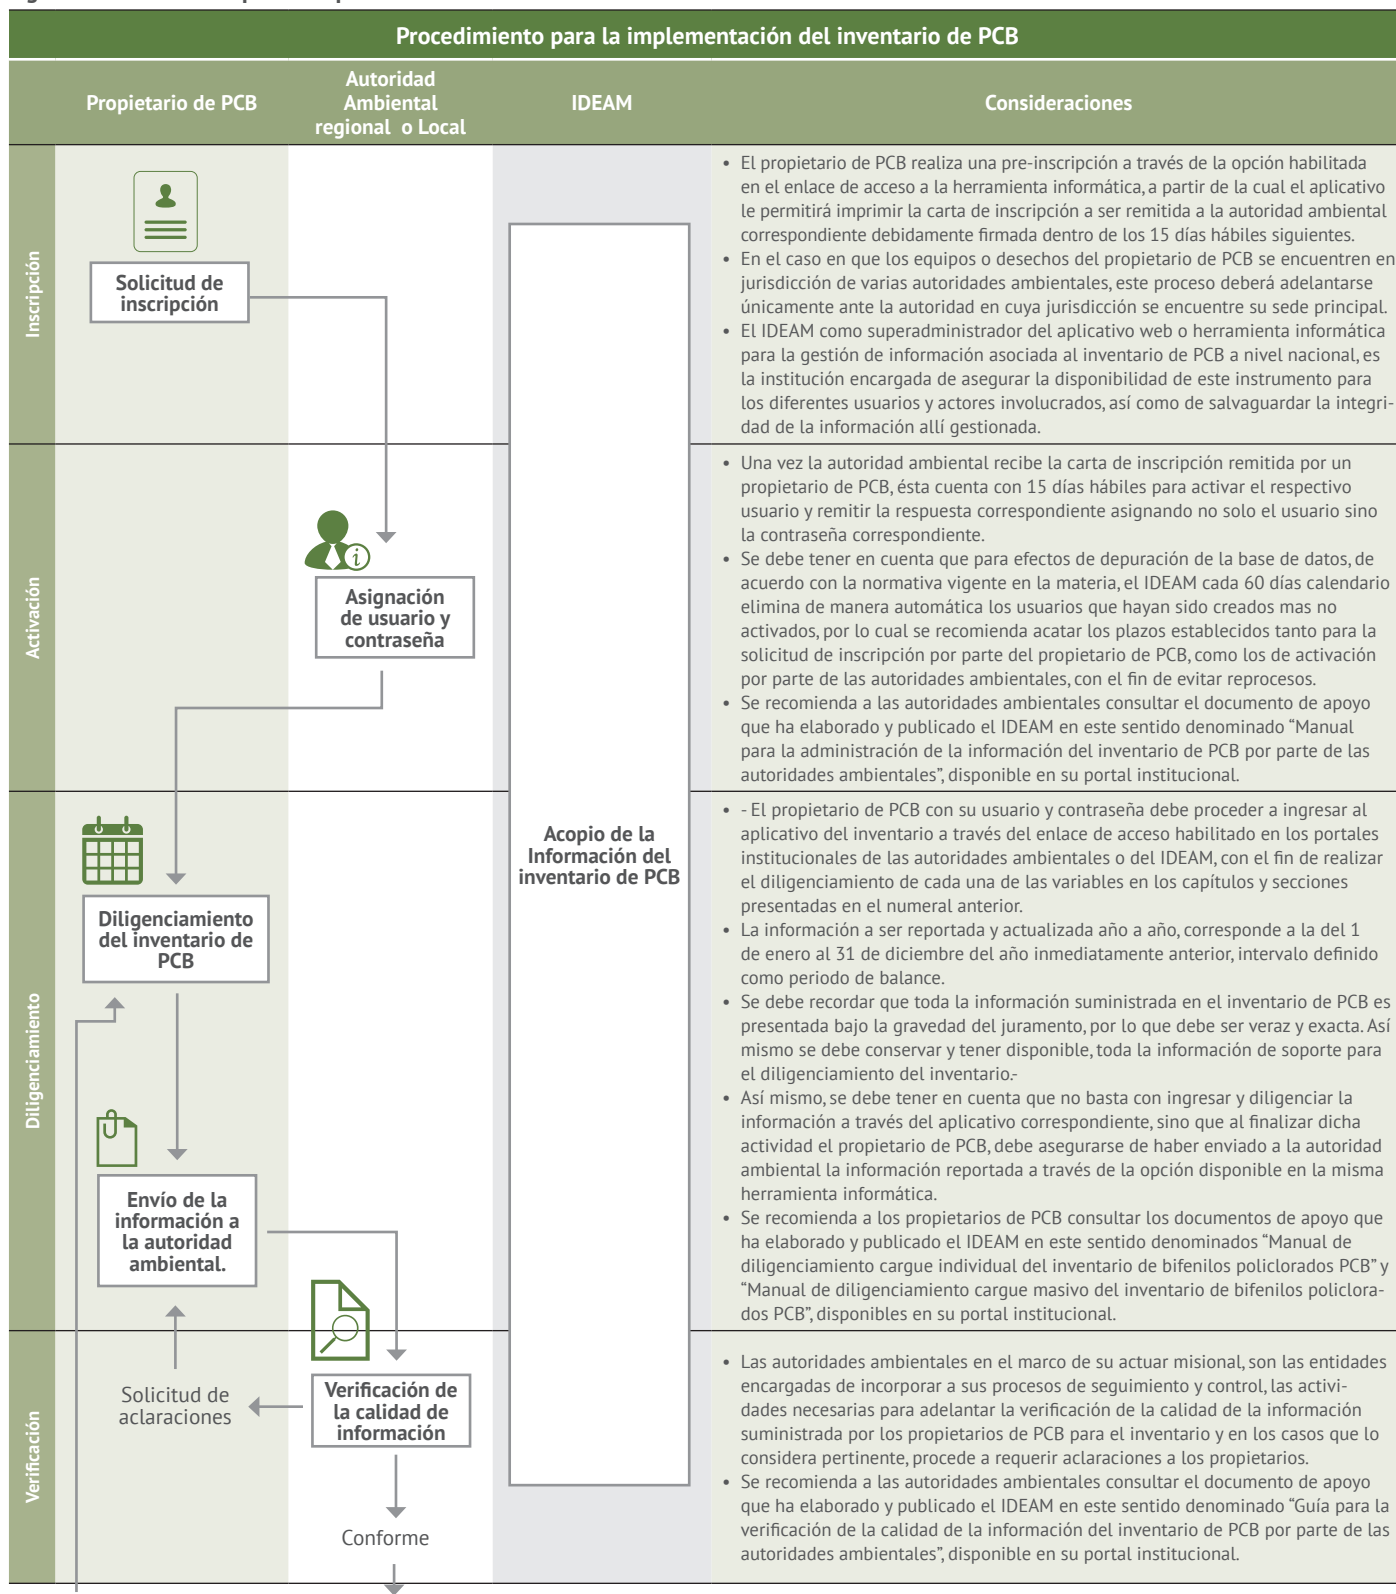 Procedimiento para la implementación del inventario de PCB
Propietario de PCB
Autoridad
Ambiental
regional o Local
IDEAM
Consideraciones
Inscripción
Solicitud de
inscripción
• El propietario de PCB realiza una pre-inscripción a través de la opción habilitada
en el enlace de acceso a la herramienta informática, a partir de la cual el aplicativo
le permitirá imprimir la carta de inscripción a ser remitida a la autoridad ambiental
correspondiente debidamente firmada dentro de los 15 días hábiles siguientes.
• En el caso en que los equipos o desechos del propietario de PCB se encuentren en
jurisdicción de varias autoridades ambientales, este proceso deberá adelantarse
únicamente ante la autoridad en cuya jurisdicción se encuentre su sede principal.
• El IDEAM como superadministrador del aplicativo web o herramienta informática
para la gestión de información asociada al inventario de PCB a nivel nacional, es
la institución encargada de asegurar la disponibilidad de este instrumento para
los diferentes usuarios y actores involucrados, así como de salvaguardar la integri-
dad de la información allí gestionada.
Activación
i
Asignación
de usuario y
contraseña
• Una vez la autoridad ambiental recibe la carta de inscripción remitida por un
propietario de PCB, ésta cuenta con 15 días hábiles para activar el respectivo
usuario y remitir la respuesta correspondiente asignando no solo el usuario sino
la contraseña correspondiente.
• Se debe tener en cuenta que para efectos de depuración de la base de datos, de
acuerdo con la normativa vigente en la materia, el IDEAM cada 60 días calendario
elimina de manera automática los usuarios que hayan sido creados mas no
activados, por lo cual se recomienda acatar los plazos establecidos tanto para la
solicitud de inscripción por parte del propietario de PCB, como los de activación
por parte de las autoridades ambientales, con el fin de evitar reprocesos.
• Se recomienda a las autoridades ambientales consultar el documento de apoyo
que ha elaborado y publicado el IDEAM en este sentido denominado “Manual
para la administración de la información del inventario de PCB por parte de las
autoridades ambientales”, disponible en su portal institucional.
Diligenciamiento
Diligenciamiento
del inventario de
PCB
Envío de la
información a
la autoridad
ambiental.
Acopio de la
Información del
inventario de PCB
• - El propietario de PCB con su usuario y contraseña debe proceder a ingresar al
aplicativo del inventario a través del enlace de acceso habilitado en los portales
institucionales de las autoridades ambientales o del IDEAM, con el fin de realizar
el diligenciamiento de cada una de las variables en los capítulos y secciones
presentadas en el numeral anterior.
• La información a ser reportada y actualizada año a año, corresponde a la del 1
de enero al 31 de diciembre del año inmediatamente anterior, intervalo definido
como periodo de balance.
• Se debe recordar que toda la información suministrada en el inventario de PCB es
presentada bajo la gravedad del juramento, por lo que debe ser veraz y exacta. Así
mismo se debe conservar y tener disponible, toda la información de soporte para
el diligenciamiento del inventario.-
• Así mismo, se debe tener en cuenta que no basta con ingresar y diligenciar la
información a través del aplicativo correspondiente, sino que al finalizar dicha
actividad el propietario de PCB, debe asegurarse de haber enviado a la autoridad
ambiental la información reportada a través de la opción disponible en la misma
herramienta informática.
• Se recomienda a los propietarios de PCB consultar los documentos de apoyo que
ha elaborado y publicado el IDEAM en este sentido denominados “Manual de
diligenciamiento cargue individual del inventario de bifenilos policlorados PCB” y
“Manual de diligenciamiento cargue masivo del inventario de bifenilos policlora-
dos PCB”, disponibles en su portal institucional.
Verificación
Solicitud de
aclaraciones
Verificación de
la calidad de
información
Conforme
• Las autoridades ambientales en el marco de su actuar misional, son las entidades
encargadas de incorporar a sus procesos de seguimiento y control, las activi-
dades necesarias para adelantar la verificación de la calidad de la información
suministrada por los propietarios de PCB para el inventario y en los casos que lo
considera pertinente, procede a requerir aclaraciones a los propietarios.
• Se recomienda a las autoridades ambientales consultar el documento de apoyo
que ha elaborado y publicado el IDEAM en este sentido denominado “Guía para la
verificación de la calidad de la información del inventario de PCB por parte de las
autoridades ambientales”, disponible en su portal institucional.